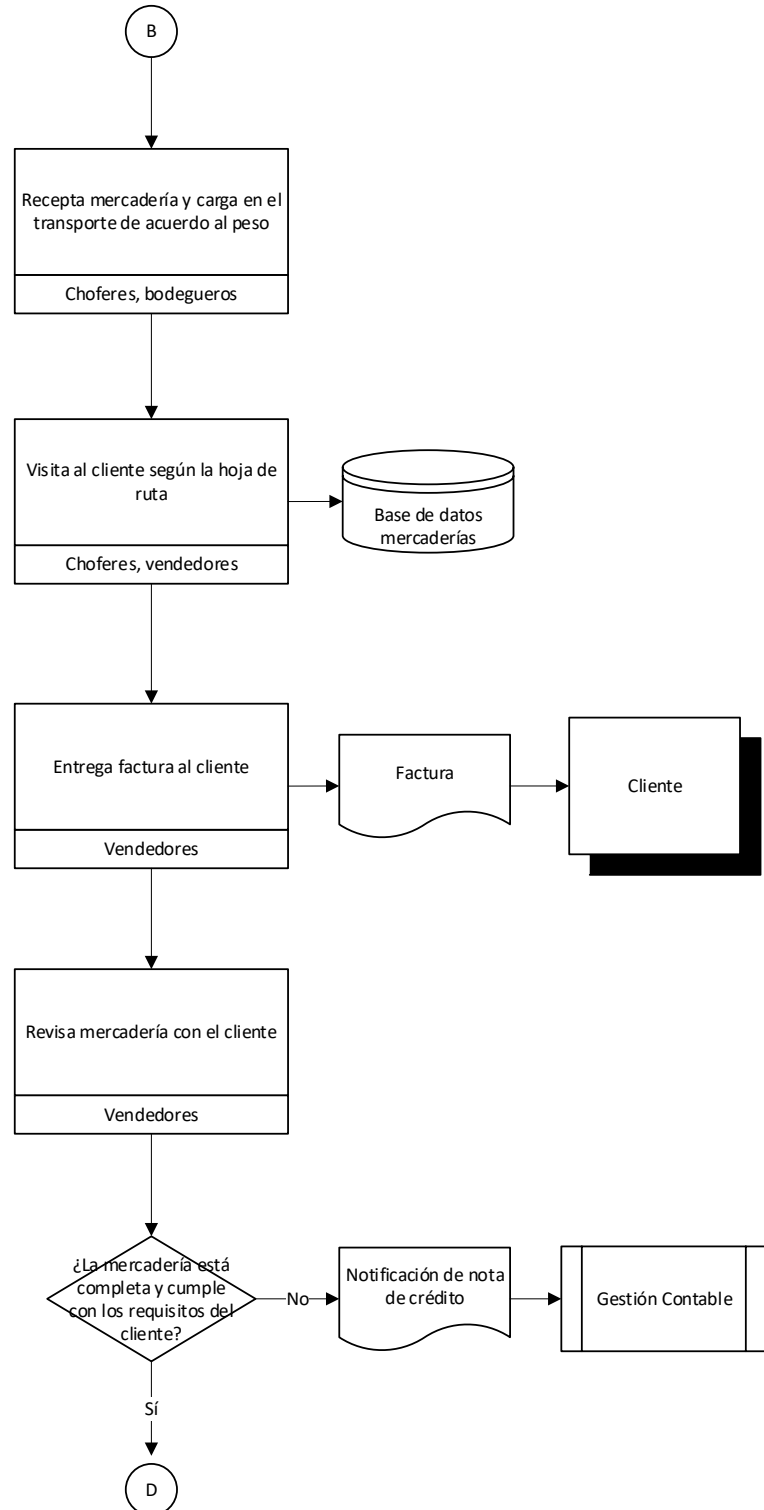 B
Recepta mercadería y carga en el
transporte de acuerdo al peso
Choferes, bodegueros
Visita al cliente según la hoja de
ruta
Choferes, vendedores
Base de datos
mercaderías
Entrega factura al cliente
Vendedores
Factura
Cliente
Revisa mercadería con el cliente
Vendedores
¿La mercadería está
completa y cumple
con los requisitos del
cliente?
No
Notificación de nota
de crédito
Gestión Contable
Sí
D